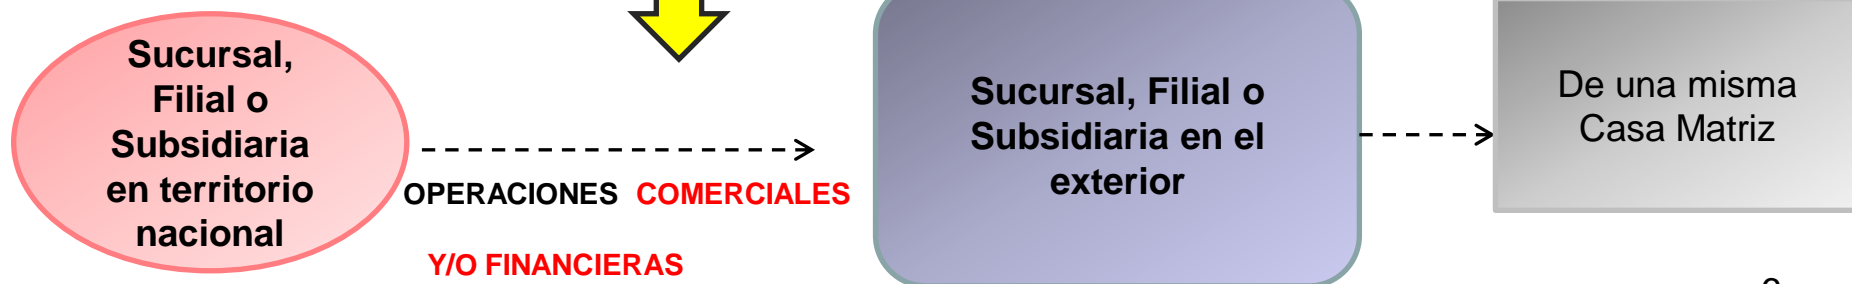 Sucursal,
Filial o
Subsidiaria
en territorio
nacional
OPERACIONES COMERCIALES
Y/O FINANCIERAS
Sucursal, Filial o
Subsidiaria en el
exterior
De una misma
Casa Matriz